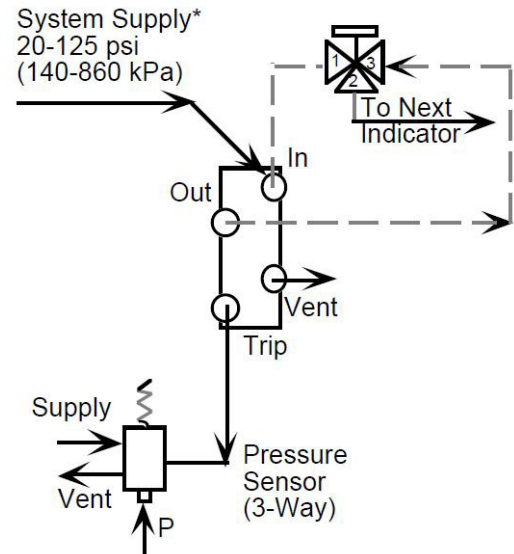 System Supply*
20-125 psi
(140-860 kPa)
1
3
2
To Next
Indicator
In
Out
Vent
Trip
Supply
Vent
P
Pressure
Sensor
(3-Way)